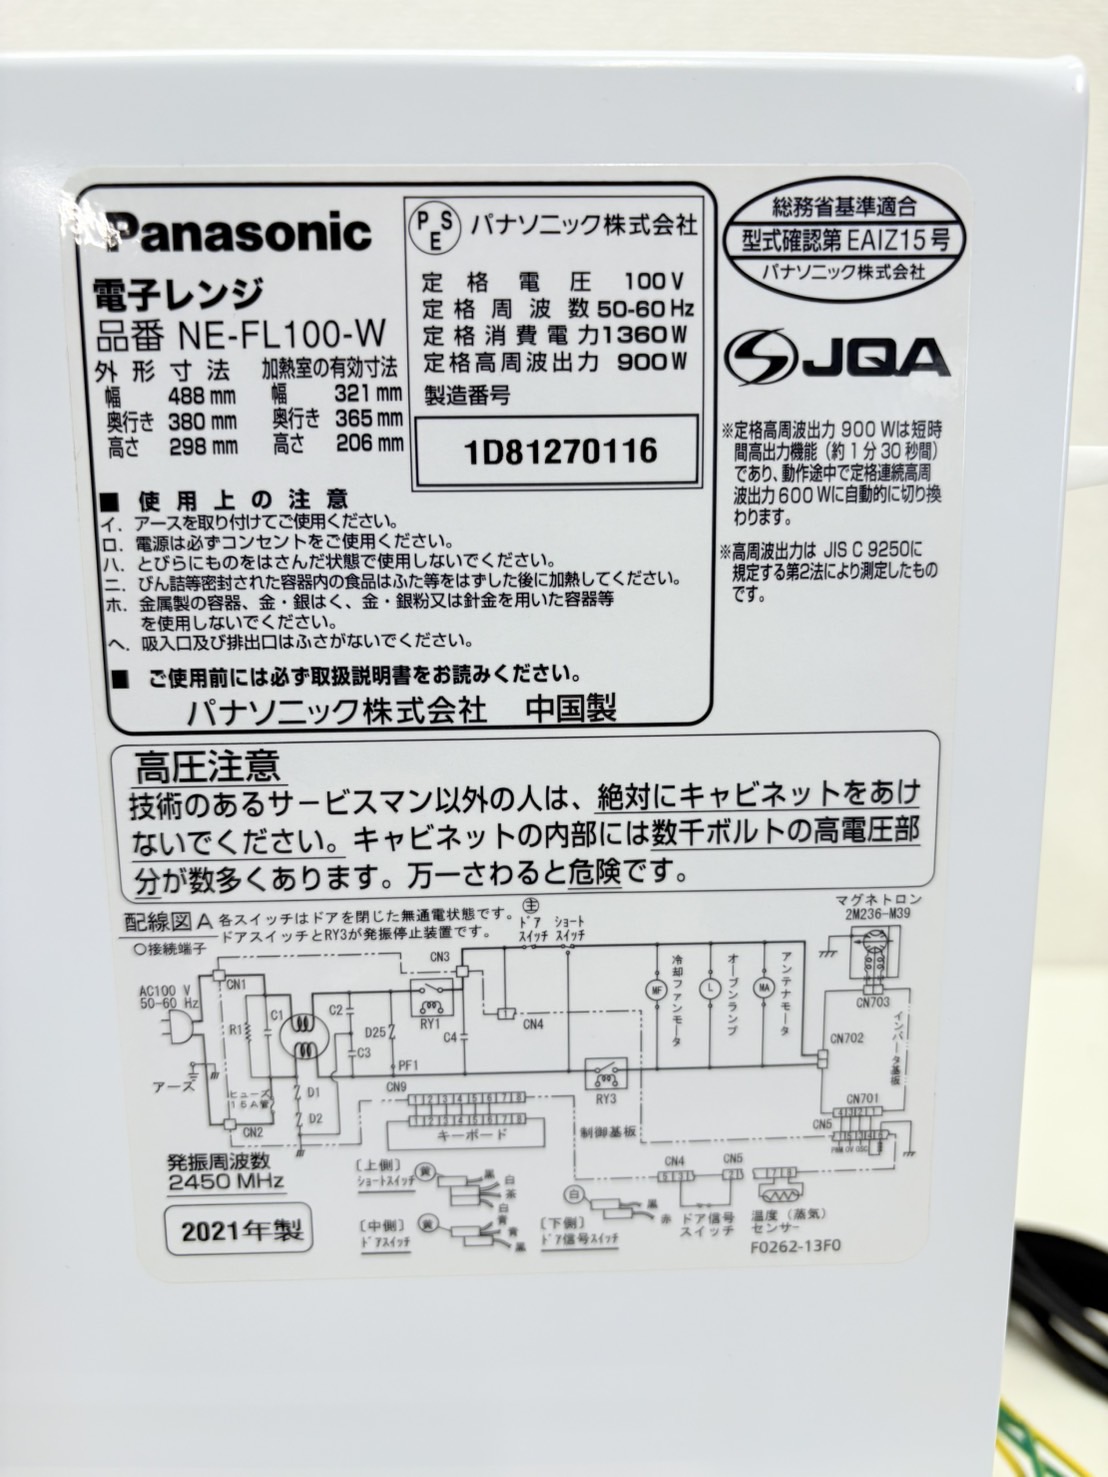 Panasonic
電子レンジ
品番 NE-FL100-W
外形寸法 加熱室の有効寸法
幅 488 mm 幅 321 mm
奥行き 380 mm 奥行き 365 mm
高さ 298 mm 高さ 206 mm
PSE パナソニック株式会社
定格電圧 100V
定格周波数 50-60Hz
定格消費電力 1360W
定格高周波出力 900W
製造番号
1D81270116
■ 使用上の注意
イ．アースを取り付けてご使用ください。
ロ．電源は必ずコンセントをご使用ください。
ハ．とびらにものをはさんだ状態で使用しないでください。
ニ．びん詰等密封された容器内の食品はふた等をはずした後に加熱してください。
ホ．金属製の容器、金・銀はく、金・銀粉又は針金を用いた容器等
を使用しないでください。
ヘ．吸入口及び排出口はふさがないでください。
■ ご使用前には必ず取扱説明書をお読みください。
パナソニック株式会社 中国製
総務省基準適合
型式確認第EAIZ15号
パナソニック株式会社
JQA
※定格高周波出力 900 Wは短時
間高出力機能（約1分30秒間）
であり、動作途中で定格連続高周
波出力600Wに自動的に切り換
わります。
※高周波出力は JIS C 9250に
規定する第2法により測定したもの
です。
高圧注意
技術のあるサービスマン以外の人は、絶対にキャビネットをあけ
ないでください。キャビネットの内部には数千ボルトの高電圧部
分が数多くあります。万一さわると危険です。
配線図A 各スイッチはドアを閉じた無通電状態です。
ドアスイッチとRY3が発振停止装置です。
○接続端子
主
ドア
スイッチ
ショート
スイッチ
マグネトロン
2M236-M39
AC100 V
50-60 Hz
アース
CN1
R1
C1
ヒューズ
15A管
CN2
D1
D2
C2
C3
D25
PF1
RY1
CN3
C4
CN4
MF
冷却ファンモータ
L
オーブンランプ
MA
アンテナモータ
RY3
CN703
CN702
インバータ基板
CN701
CN5
CN9
12345678
12345678
キーボード
制御基板
発振周波数
2450 MHz
2021年製
〔上側〕
ショートスイッチ
黄 黒 白 茶 白
〔中側〕
ドアスイッチ
黄 青 青 黒
〔下側〕
ドア信号スイッチ
白 黒 赤
CN4
CN5
ドア信号
スイッチ
温度（蒸気）
センサー
F0262-13F0